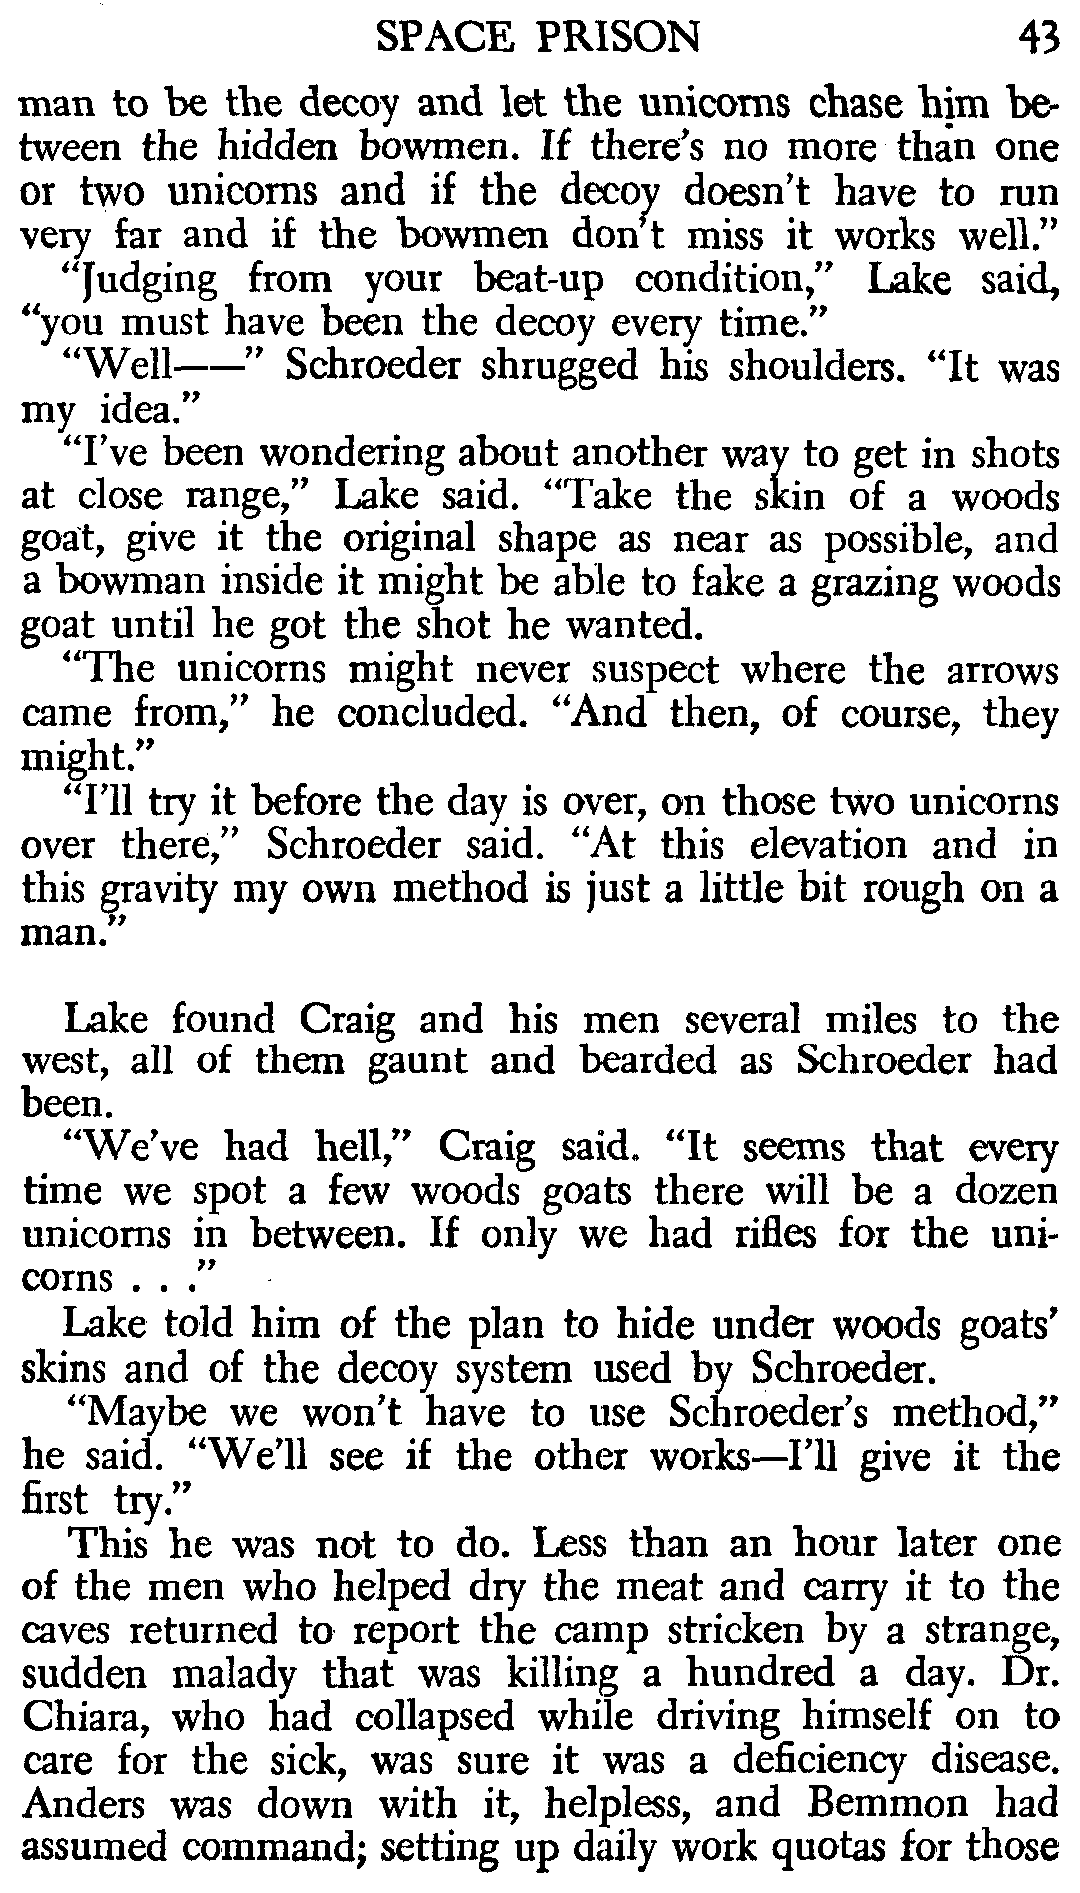 SPACE PRISON 43
man to be the decoy and let the unicorns chase him be-
tween the hidden bowmen. If there's no more than one
or two unicorns and if the decoy doesn't have to run
very far and if the bowmen don't miss it works well."
"Judging from your beat-up condition," Lake said,
"you must have been the decoy every time."
"Well——" Schroeder shrugged his shoulders. "It was
my idea."
"I've been wondering about another way to get in shots
at close range," Lake said. "Take the skin of a woods
goat, give it the original shape as near as possible, and
a bowman inside it might be able to fake a grazing woods
goat until he got the shot he wanted.
"The unicorns might never suspect where the arrows
came from," he concluded. "And then, of course, they
might."
"I'll try it before the day is over, on those two unicorns
over there," Schroeder said. "At this elevation and in
this gravity my own method is just a little bit rough on a
man."
Lake found Craig and his men several miles to the
west, all of them gaunt and bearded as Schroeder had
been.
"We've had hell," Craig said. "It seems that every
time we spot a few woods goats there will be a dozen
unicorns in between. If only we had rifles for the uni-
corns . . ."
Lake told him of the plan to hide under woods goats'
skins and of the decoy system used by Schroeder.
"Maybe we won't have to use Schroeder's method,"
he said. "We'll see if the other works—I'll give it the
first try."
This he was not to do. Less than an hour later one
of the men who helped dry the meat and carry it to the
caves returned to report the camp stricken by a strange,
sudden malady that was killing a hundred a day. Dr.
Chiara, who had collapsed while driving himself on to
care for the sick, was sure it was a deficiency disease.
Anders was down with it, helpless, and Bemmon had
assumed command; setting up daily work quotas for those